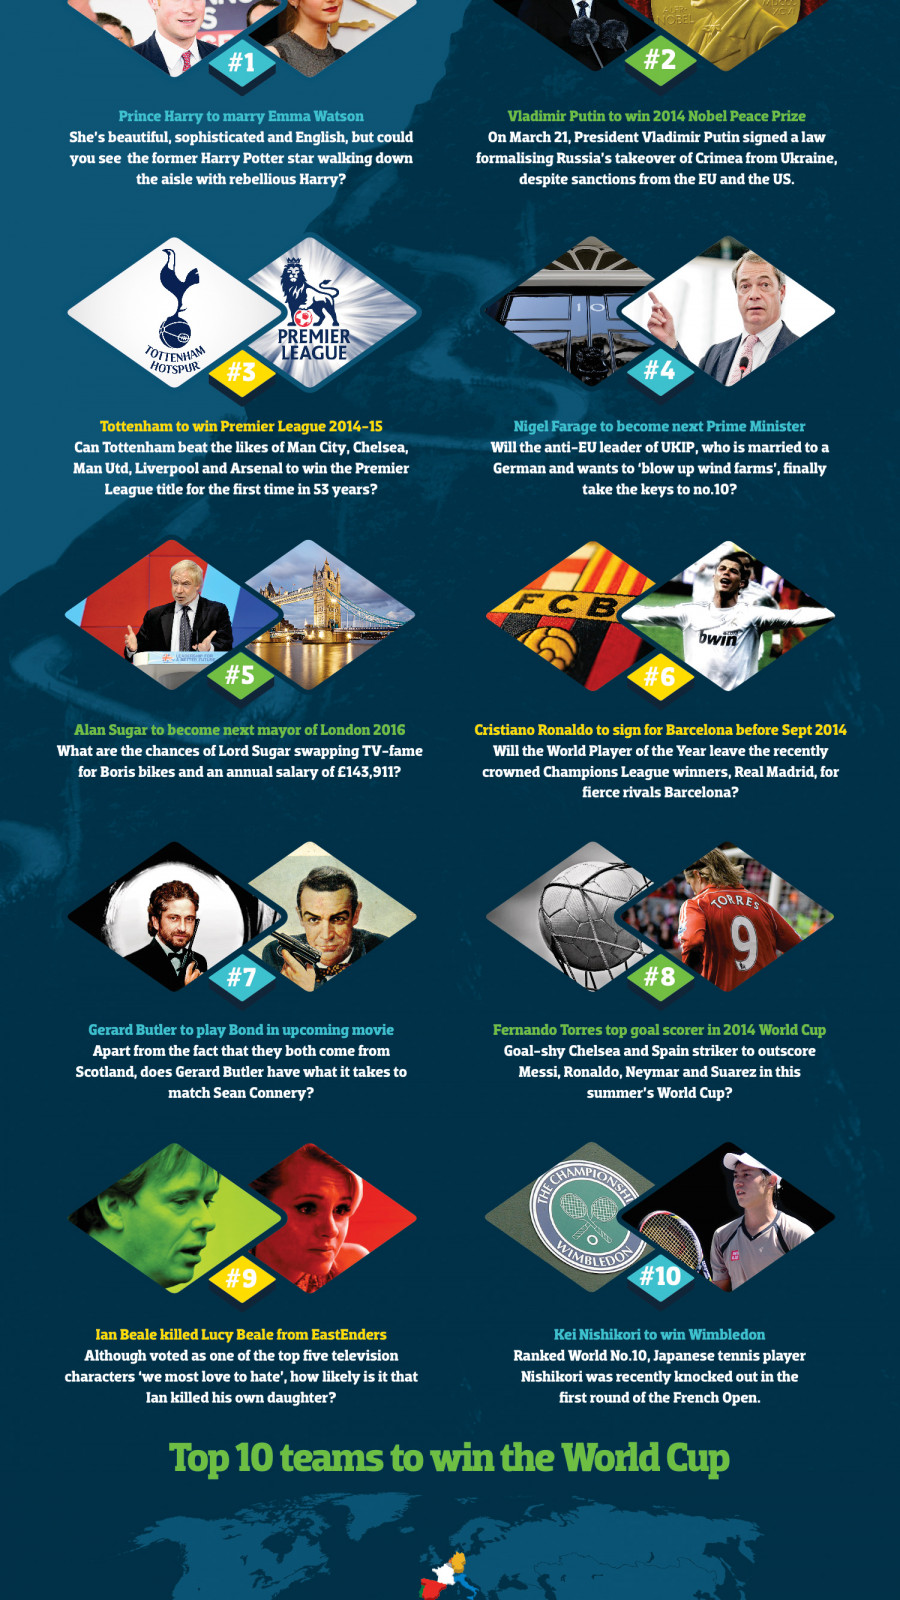 #1
Prince Harry to marry Emma Watson
She's beautiful, sophisticated and English, but could
you see the former Harry Potter star walking down
the aisle with rebellious Harry?
NOBEL
#2
Vladimir Putin to win 2014 Nobel Peace Prize
On March 21, President Vladimir Putin signed a law
formalising Russia's takeover of Crimea from Ukraine,
despite sanctions from the EU and the US.
TOTTENHAM
HOTSPUR
PREMIER
LEAGUE
#3
Tottenham to win Premier League 2014-15
Can Tottenham beat the likes of Man City, Chelsea,
Man Utd, Liverpool and Arsenal to win the Premier
League title for the first time in 53 years?
10
#4
Nigel Farage to become next Prime Minister
Will the anti-EU leader of UKIP, who is married to a
German and wants to 'blow up wind farms', finally
take the keys to no.10?
#5
Alan Sugar to become next mayor of London 2016
What are the chances of Lord Sugar swapping TV-fame
for Boris bikes and an annual salary of £143,911?
FCB
bwin
#6
Cristiano Ronaldo to sign for Barcelona before Sept 2014
Will the World Player of the Year leave the recently
crowned Champions League winners, Real Madrid, for
fierce rivals Barcelona?
#7
Gerard Butler to play Bond in upcoming movie
Apart from the fact that they both come from
Scotland, does Gerard Butler have what it takes to
match Sean Connery?
TORRES
9
#8
Fernando Torres top goal scorer in 2014 World Cup
Goal-shy Chelsea and Spain striker to outscore
Messi, Ronaldo, Neymar and Suarez in this
summer's World Cup?
#9
Ian Beale killed Lucy Beale from EastEnders
Although voted as one of the top five television
characters 'we most love to hate', how likely is it that
Ian killed his own daughter?
THE CHAMPIONSHI
WIMBLEDON
#10
Kei Nishikori to win Wimbledon
Ranked World No.10, Japanese tennis player
Nishikori was recently knocked out in the
first round of the French Open.
Top 10 teams to win the World Cup